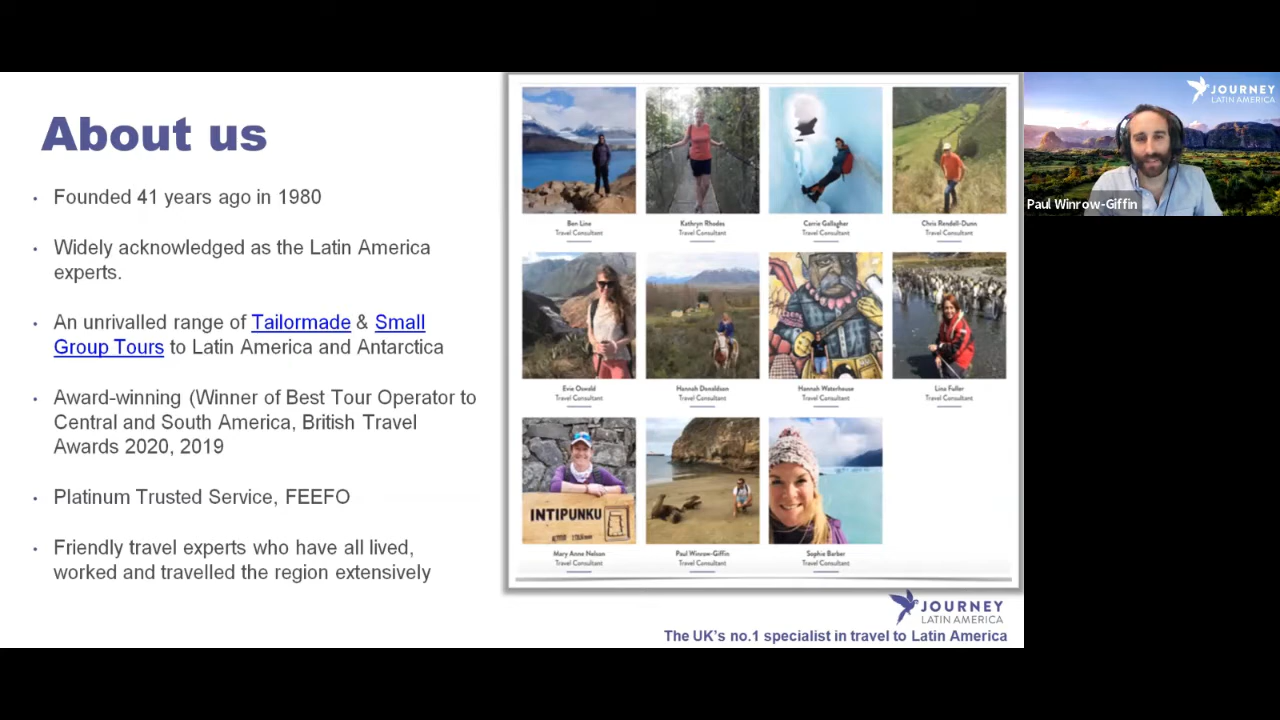 About us
• Founded 41 years ago in 1980
• Widely acknowledged as the Latin America
experts.
• An unrivalled range of Tailormade & Small
Group Tours to Latin America and Antarctica
• Award-winning (Winner of Best Tour Operator to
Central and South America, British Travel
Awards 2020, 2019
• Platinum Trusted Service, FEEFO
• Friendly travel experts who have all lived,
worked and travelled the region extensively
Ben Line
Travel Consultant
Kathryn Rhodes
Travel Consultant
Carrie Gallagher
Travel Consultant
Chris Rendell-Dunn
Travel Consultant
Evie Oswald
Travel Consultant
Hannah Donaldson
Travel Consultant
Hannah Waterhouse
Travel Consultant
Lina Fuller
Travel Consultant
INTIPUNKU
Mary Anne Nelson
Travel Consultant
Paul Winrow-Giffin
Travel Consultant
Sophie Barber
Travel Consultant
JOURNEY
LATIN AMERICA
The UK's no.1 specialist in travel to Latin America
JOURNEY
LATIN AMERICA
Paul Winrow-Giffin